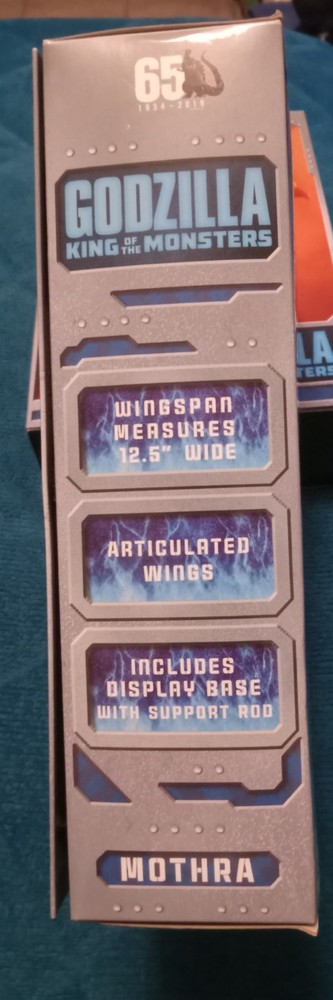 65
1954-2019
GODZILLA
KING OF THE MONSTERS
WINGSPAN
MEASURES
12.5" WIDE
ARTICULATED
WINGS
INCLUDES
DISPLAY BASE
WITH SUPPORT ROD
MOTHRA
LA
TERS